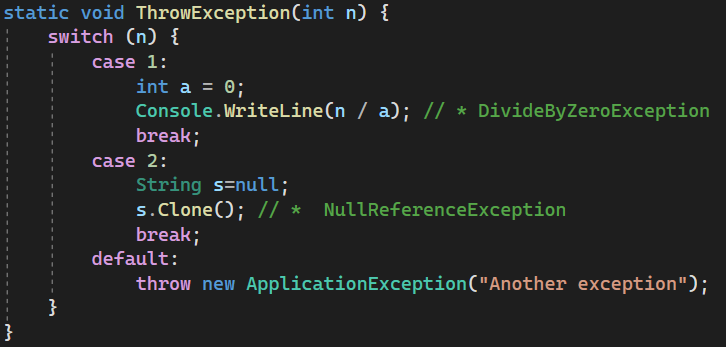 static void ThrowException(int n) {
switch (n) {
case 1:
int a = 0;
Console.WriteLine(n / a); // * DivideByZeroException
break;
case 2:
String s=null;
s.Clone(); // *  NullReferenceException
break;
default:
throw new ApplicationException("Another exception");
}
}